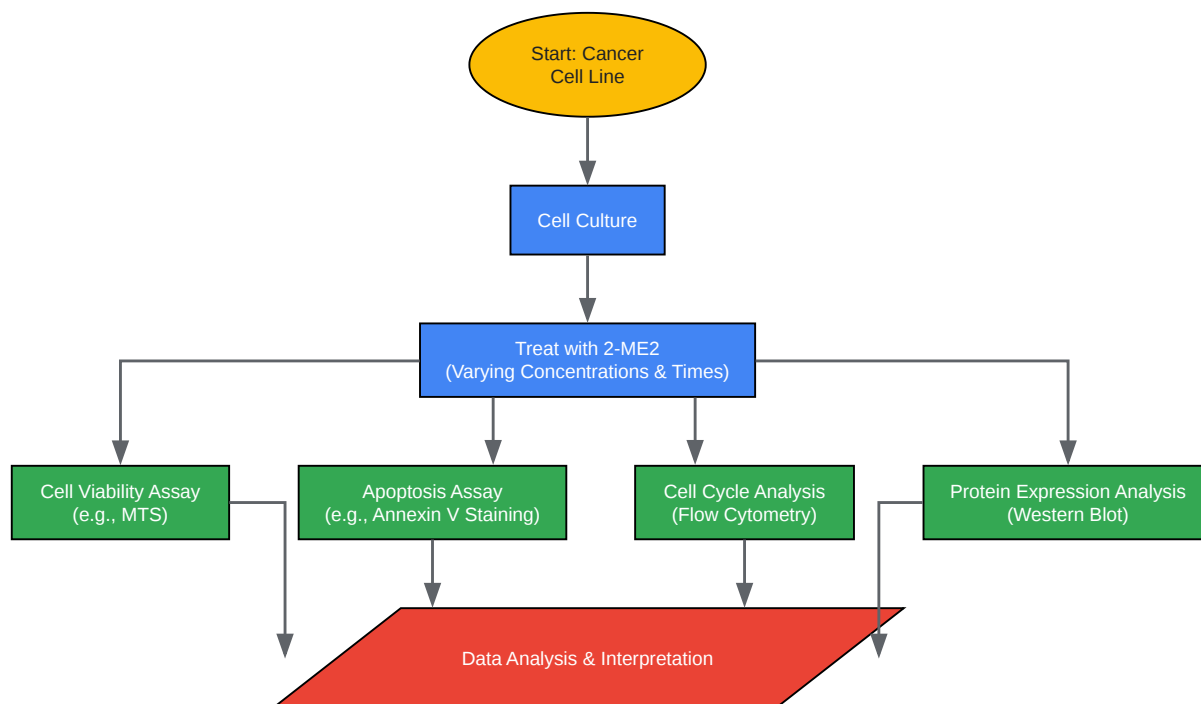 Start: Cancer
Cell Line
Cell Culture
Treat with 2-ME2
(Varying Concentrations & Times)
Cell Viability Assay
(e.g., MTS)
Apoptosis Assay
(e.g., Annexin V Staining)
Cell Cycle Analysis
(Flow Cytometry)
Protein Expression Analysis
(Western Blot)
Data Analysis & Interpretation